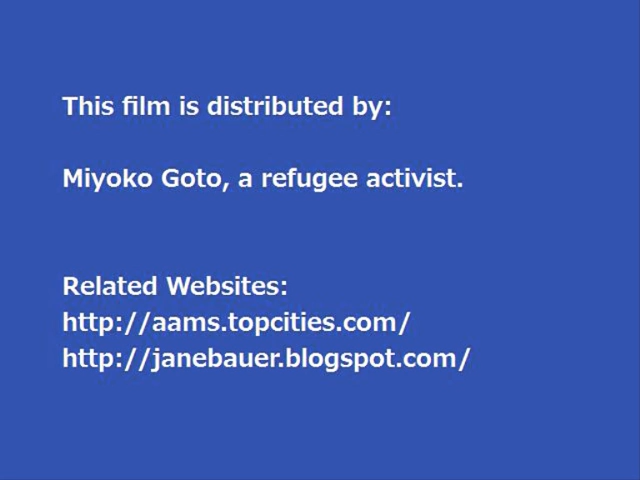 This film is distributed by:
Miyoko Goto, a refugee activist.
Related Websites:
http://aams.topcities.com/
http://janebauer.blogspot.com/